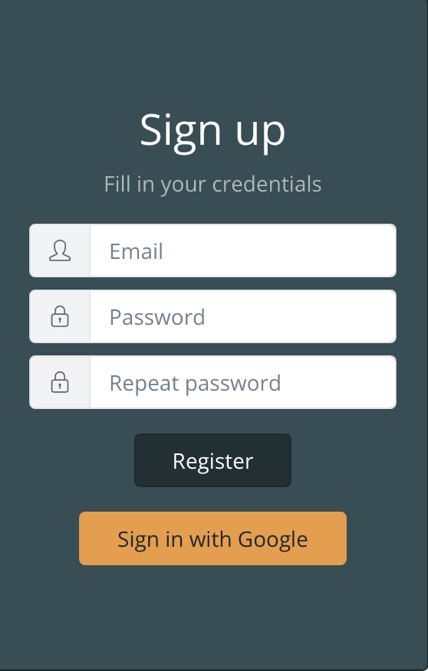 Sign up
Fill in your credentials
Email
Password
Repeat password
Register
Sign in with Google